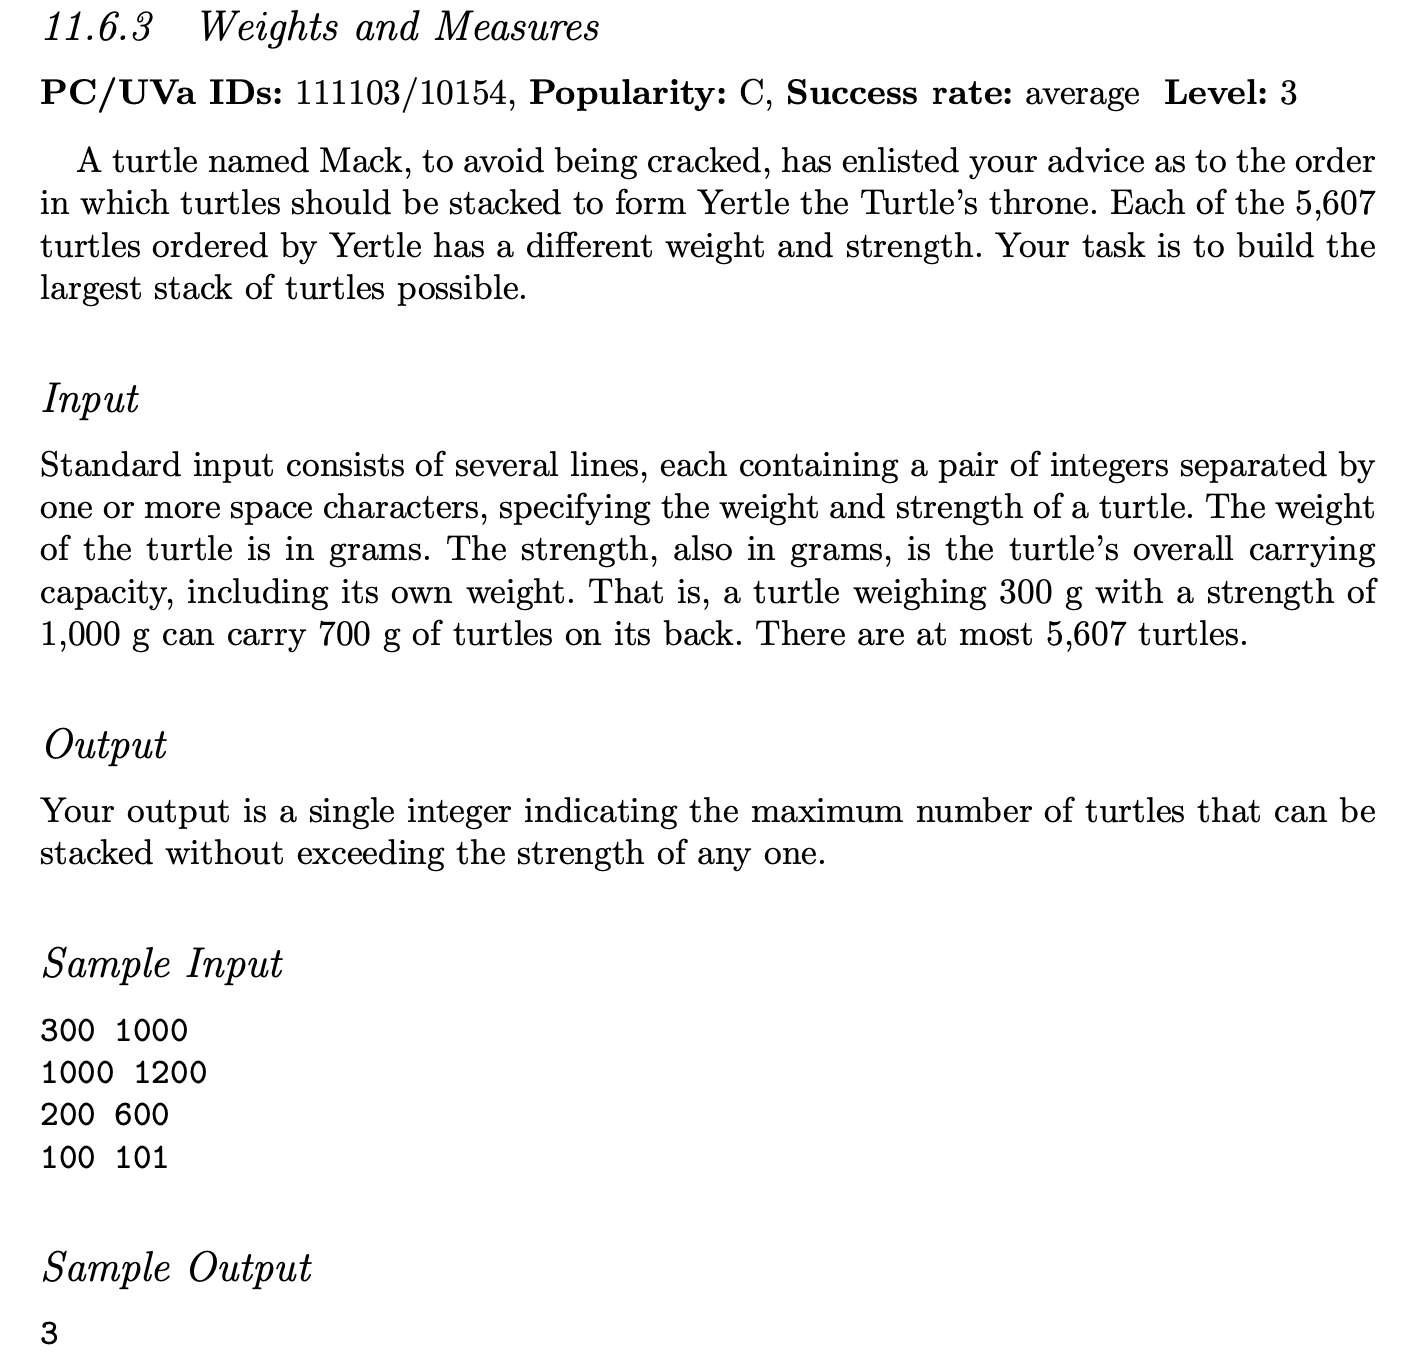 11.6.3 Weights and Measures
PC/UVa IDs: 111103/10154, Popularity: C, Success rate: average Level: 3
A turtle named Mack, to avoid being cracked, has enlisted your advice as to the order
in which turtles should be stacked to form Yertle the Turtle's throne. Each of the 5,607
turtles ordered by Yertle has a different weight and strength. Your task is to build the
largest stack of turtles possible.
Input
Standard input consists of several lines, each containing a pair of integers separated by
one or more space characters, specifying the weight and strength of a turtle. The weight
of the turtle is in grams. The strength, also in grams, is the turtle's overall carrying
capacity, including its own weight. That is, a turtle weighing 300 g with a strength of
1,000 g can carry 700 g of turtles on its back. There are at most 5,607 turtles.
Output
Your output is a single integer indicating the maximum number of turtles that can be
stacked without exceeding the strength of any one.
Sample Input
300 1000
1000 1200
200 600
100 101
Sample Output
3